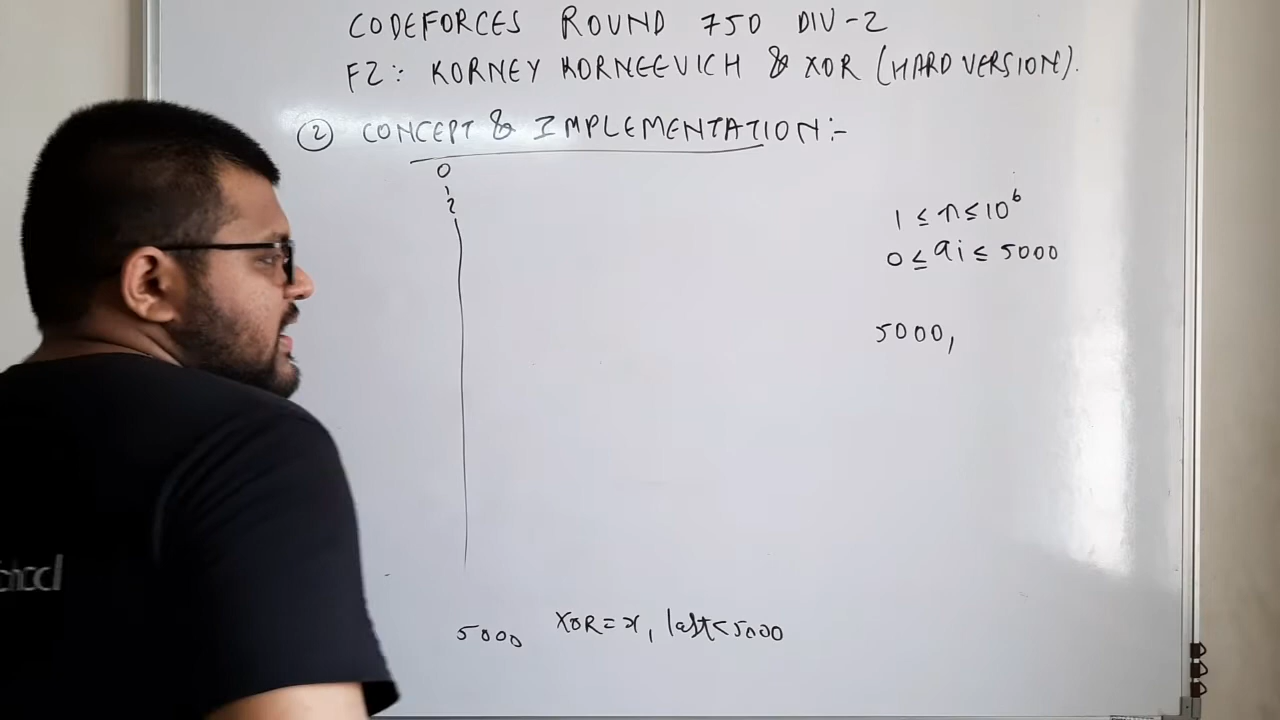 CODEFORCES ROUND 750 DIV-2
F2:- KORNEY KORNEEVICH & XOR (HARD VERSION).
② CONCEPT & IMPLEMENTATION:-
0
1
2
1 ≤ n ≤ 10⁶
0 ≤ ai ≤ 5000
5000,
5000 XOR = x, last < 5000